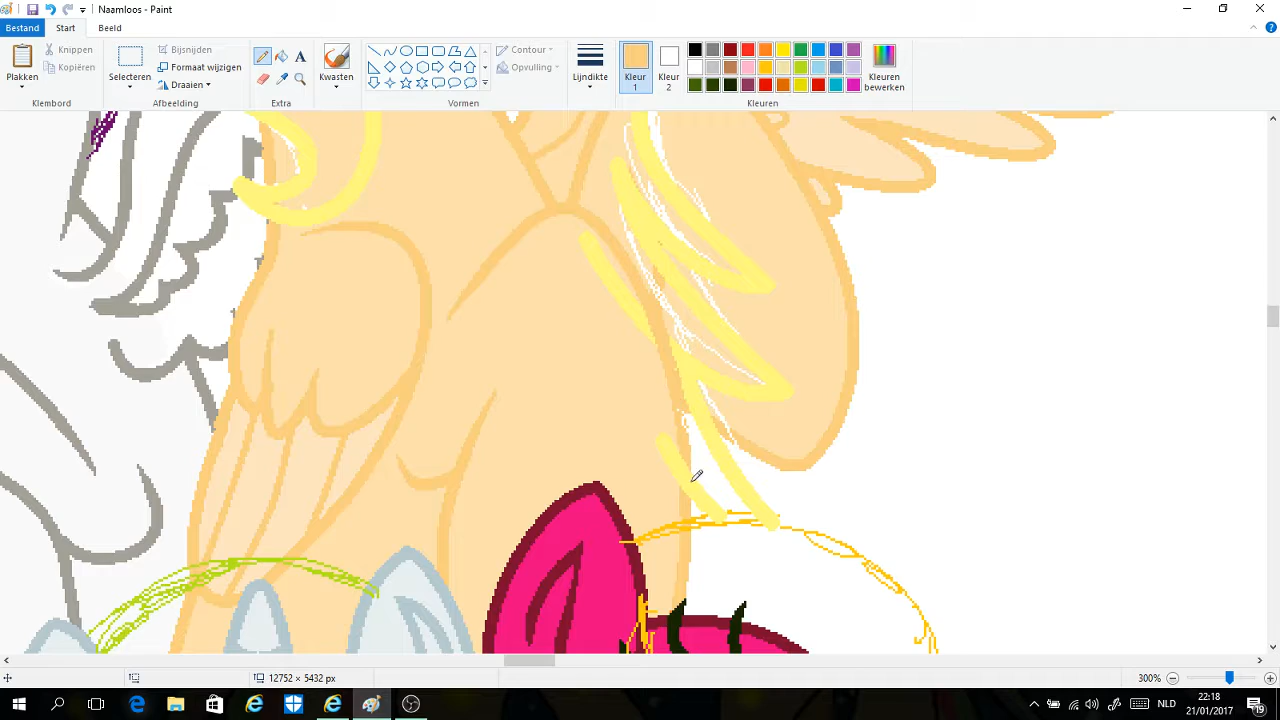 Naamloos - Paint
Bestand Start Beeld
Plakken
Knippen
Kopiëren
Klembord
Selecteren
Bijsnijden
Formaat wijzigen
Draaien
Afbeelding
A
Extra
Kwasten
Contour
Opvulling
Vormen
Lijndikte
Kleur
1
Kleur
2
Kleuren
bewerken
Kleuren
12752 × 5432 px
300%
NLD
22:18
21/01/2017
19